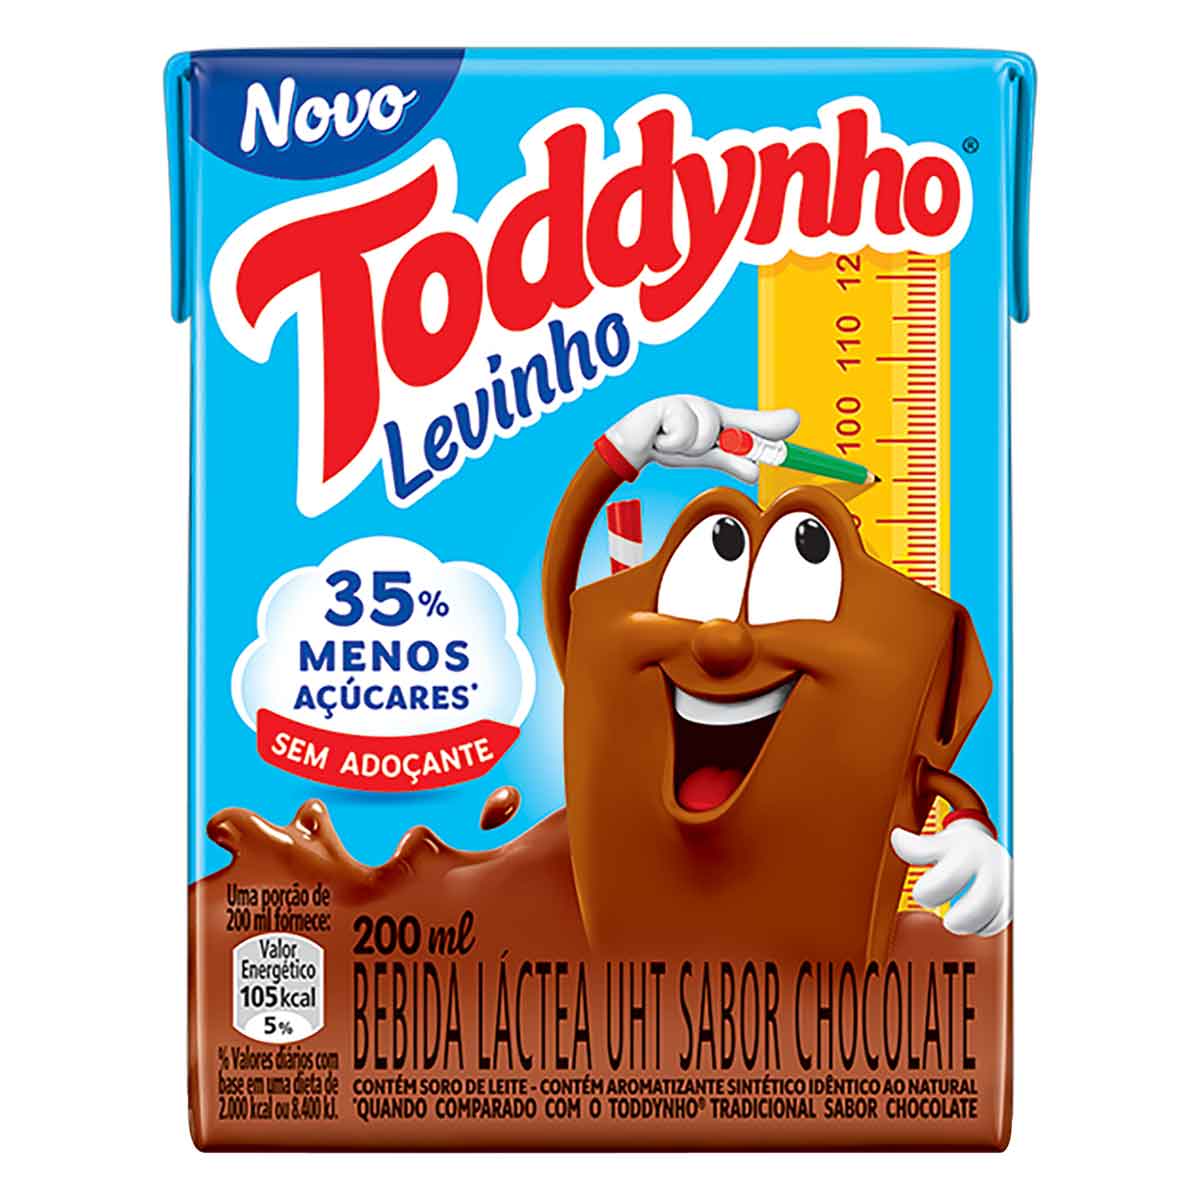 Novo
Toddynho®
Levinho
12
110
100
35%
MENOS
AÇÚCARES*
SEM ADOÇANTE
Uma porção de
200 ml fornece:
Valor
Energético
105 kcal
5%
% Valores diários com
base em uma dieta de
2.000 kcal ou 8.400 kJ.
200 ml
BEBIDA LÁCTEA UHT SABOR CHOCOLATE
CONTÉM SORO DE LEITE - CONTÉM AROMATIZANTE SINTÉTICO IDÊNTICO AO NATURAL
*QUANDO COMPARADO COM O TODDYNHO® TRADICIONAL SABOR CHOCOLATE